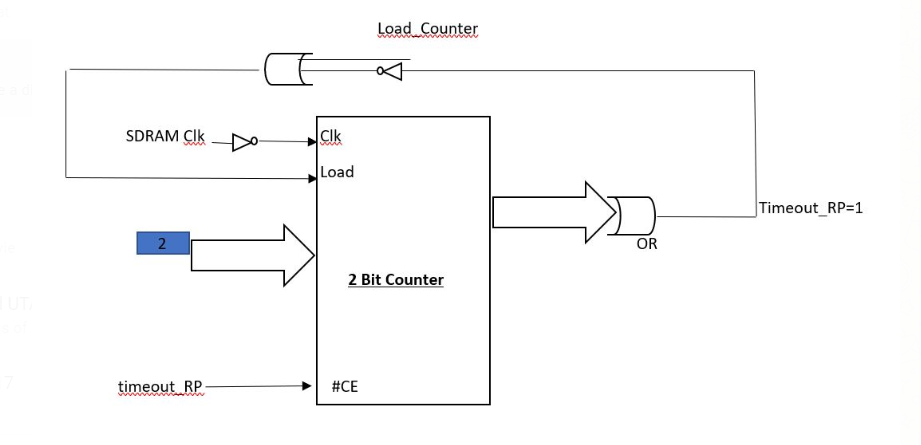 Load_Counter
SDRAM Clk
Clk
Load
Timeout_RP=1
2
OR
2 Bit Counter
timeout_RP
#CE